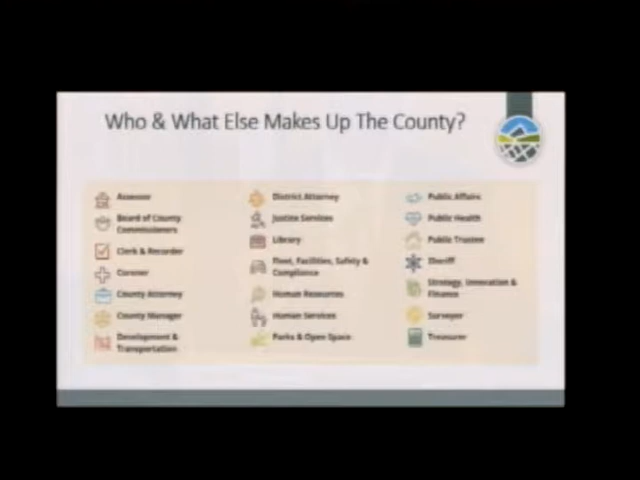 Who & What Else Makes Up The County?
Assessor
Board of County
Commissioners
Clerk & Recorder
Coroner
County Attorney
County Manager
Development &
Transportation
District Attorney
Justice Services
Library
Fleet, Facilities, Safety &
Compliance
Human Resources
Human Services
Parks & Open Space
Public Affairs
Public Health
Public Trustee
Sheriff
Strategy, Innovation &
Finance
Surveyor
Treasurer